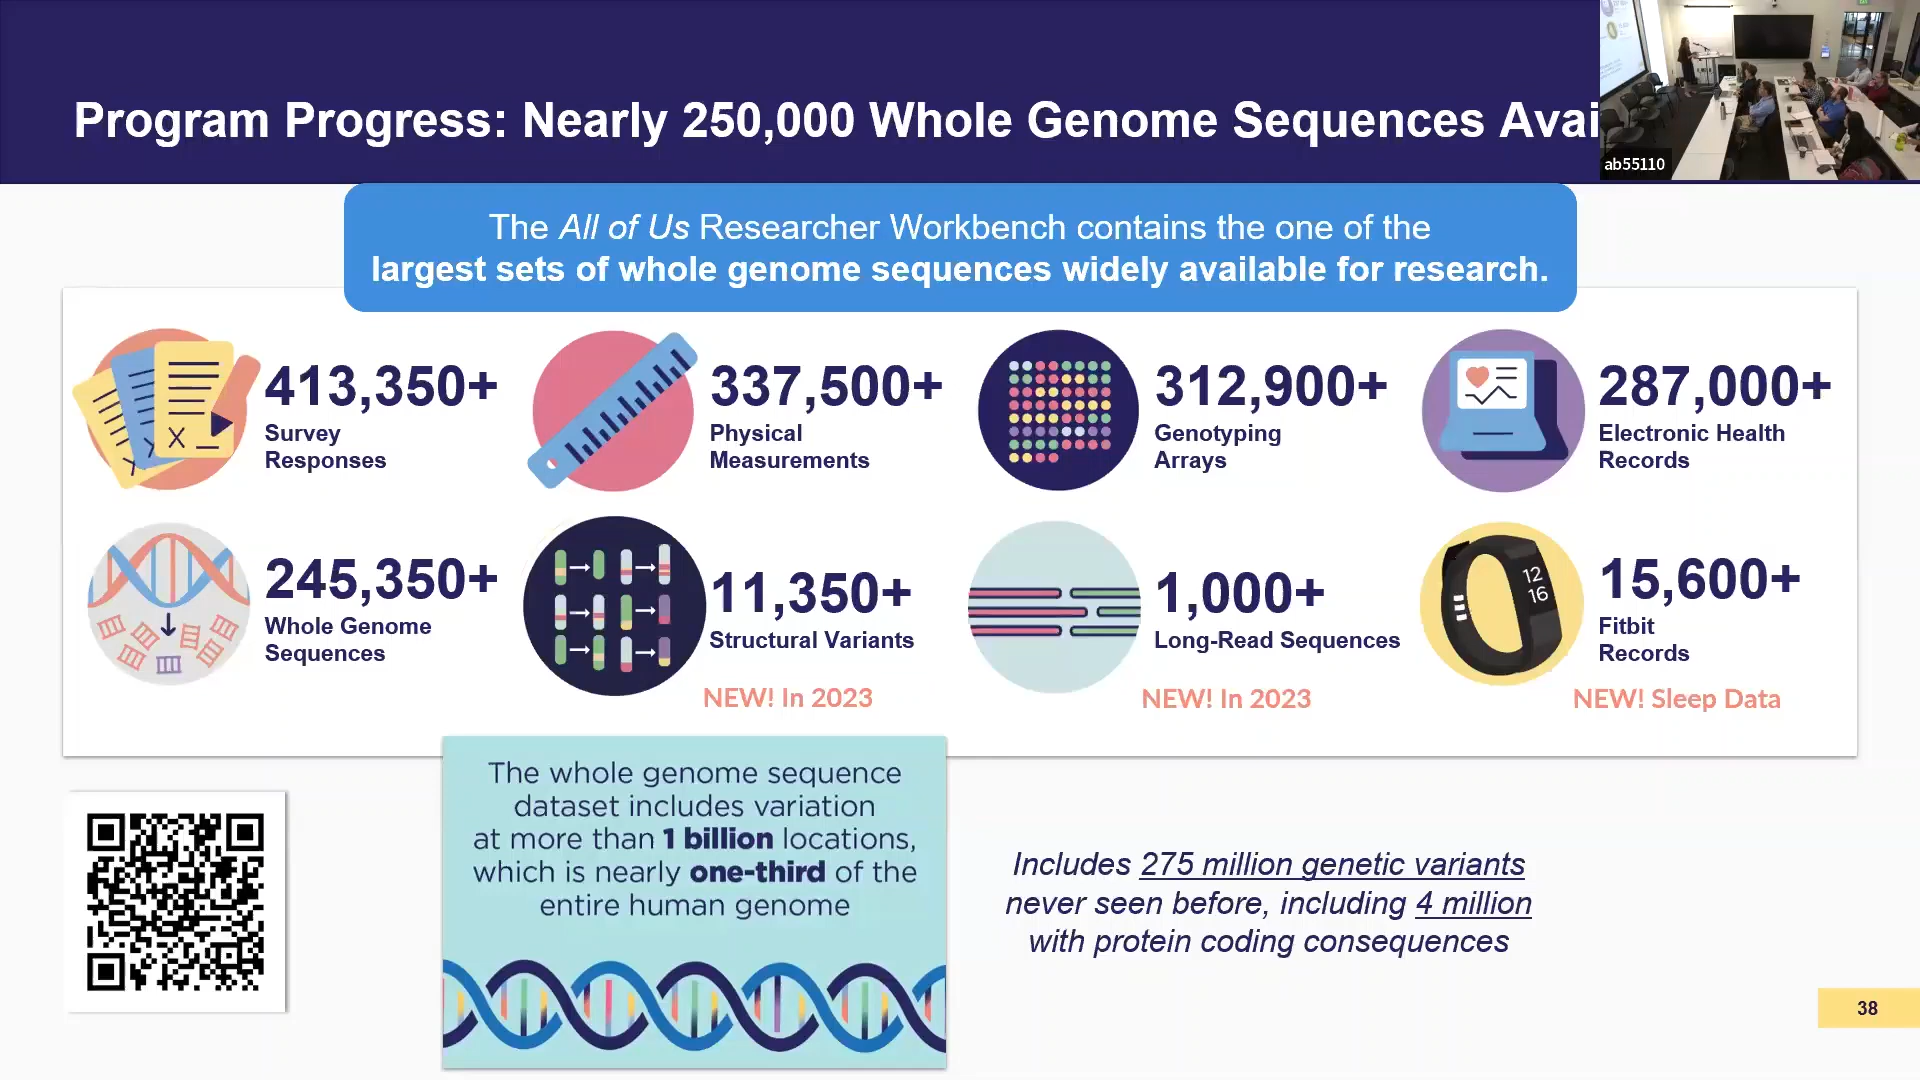 Program Progress: Nearly 250,000 Whole Genome Sequences Avai
ab55110
The All of Us Researcher Workbench contains the one of the
largest sets of whole genome sequences widely available for research.
413,350+
Survey
Responses
337,500+
Physical
Measurements
312,900+
Genotyping
Arrays
287,000+
Electronic Health
Records
245,350+
Whole Genome
Sequences
11,350+
Structural Variants
NEW! In 2023
1,000+
Long-Read Sequences
NEW! In 2023
12
16
15,600+
Fitbit
Records
NEW! Sleep Data
The whole genome sequence
dataset includes variation
at more than 1 billion locations,
which is nearly one-third of the
entire human genome
Includes 275 million genetic variants
never seen before, including 4 million
with protein coding consequences
38